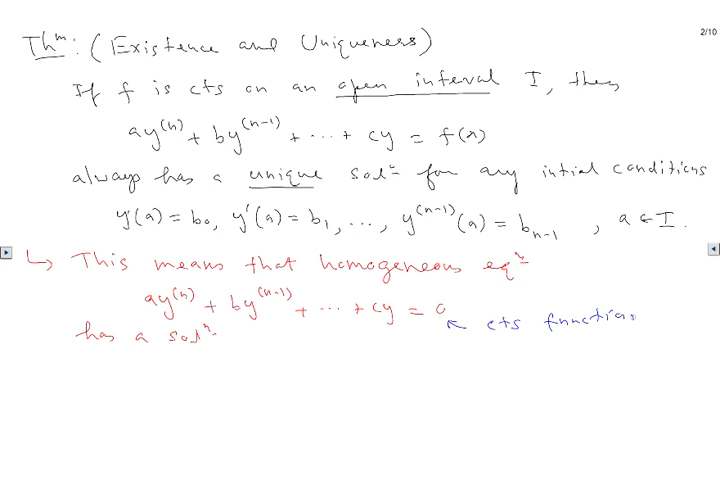 2/10
Thm: (Existence and Uniqueness)
If f is cts on an open interval I, then
ay^(n) + by^(n-1) + ... + cy = f(x)
always has a unique solⁿ for any intial conditions
y(a) = b₀, y'(a) = b₁, ..., y^(n-1)(a) = b_{n-1}, a ∈ I.
↳ This means that homogeneous eqⁿ
ay^(n) + by^(n-1) + ... + cy = 0
↖ cts function
has a solⁿ